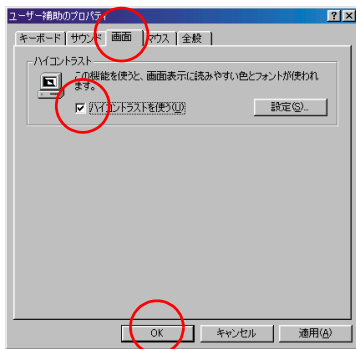 ユーザー補助のプロパティ
キーボード サウンド 画面 マウス 全般
ハイコントラスト
この機能を使うと、画面表示に読みやすい色とフォントが使われ
ます。
ハイコントラストを使う(U) 設定(S)...
OK キャンセル 適用(A)